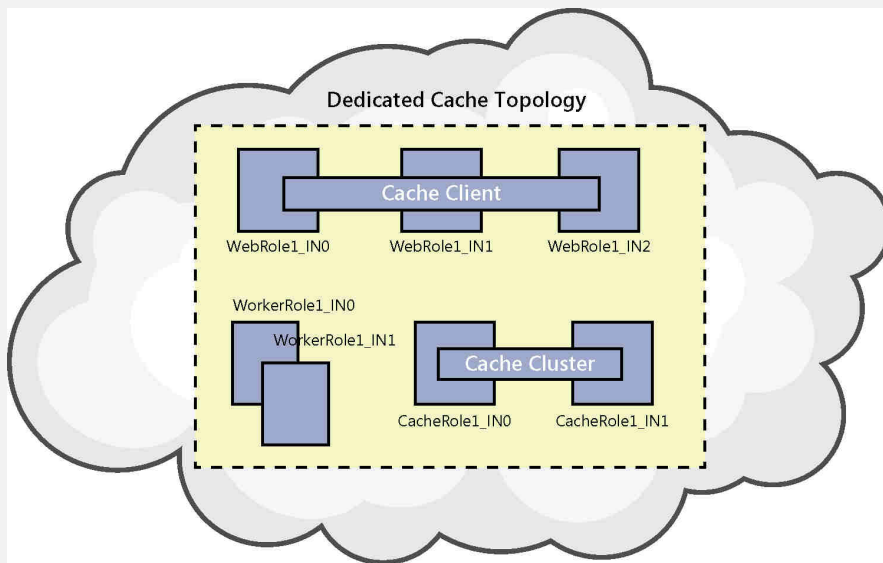 Dedicated Cache Topology
Cache Client
WebRole1_IN0
WebRole1_IN1
WebRole1_IN2
WorkerRole1_IN0
WorkerRole1_IN1
Cache Cluster
CacheRole1_IN0
CacheRole1_IN1